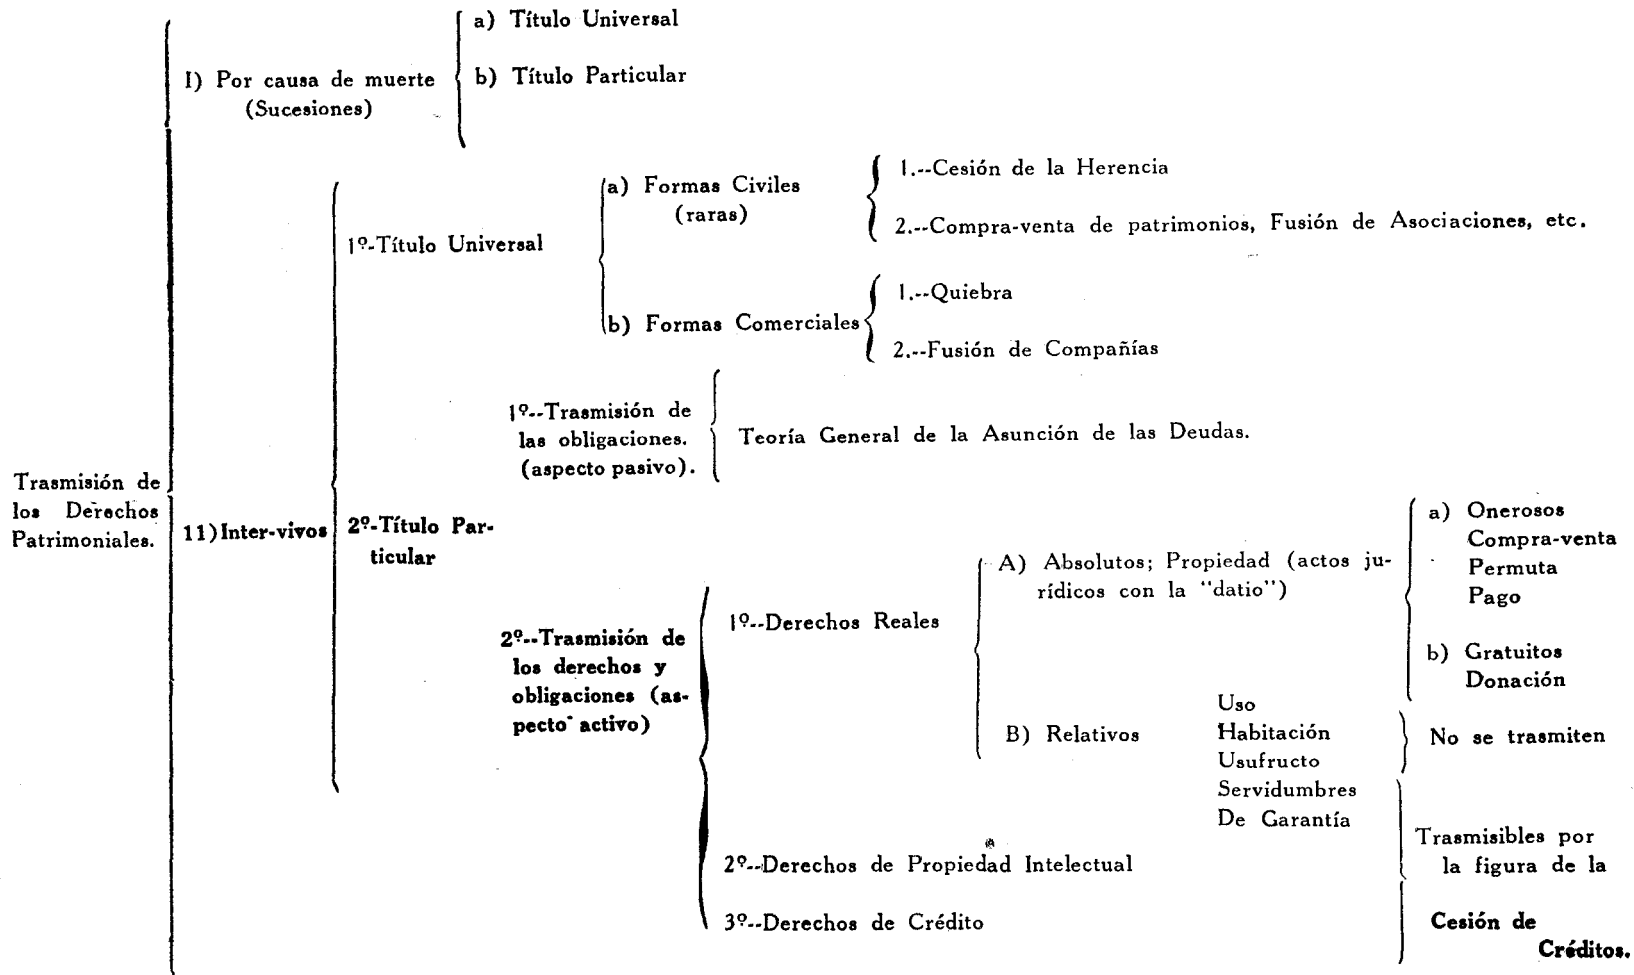 Trasmisión de
los Derechos
Patrimoniales.
I) Por causa de muerte
(Sucesiones)
a) Título Universal
b) Título Particular
11) Inter-vivos
1º-Título Universal
a) Formas Civiles
(raras)
1.--Cesión de la Herencia
2.--Compra-venta de patrimonios, Fusión de Asociaciones, etc.
b) Formas Comerciales
1.--Quiebra
2.--Fusión de Compañías
2º-Título Par-
ticular
1º--Trasmisión de
las obligaciones.
(aspecto pasivo).
Teoría General de la Asunción de las Deudas.
2º--Trasmisión de
los derechos y
obligaciones (as-
pecto activo)
1º--Derechos Reales
A) Absolutos; Propiedad (actos ju-
rídicos con la "datio")
a) Onerosos
Compra-venta
Permuta
Pago
b) Gratuitos
Donación
B) Relativos
Uso
Habitación
Usufructo
Servidumbres
De Garantía
No se trasmiten
2º--Derechos de Propiedad Intelectual
3º--Derechos de Crédito
Trasmisibles por
la figura de la
Cesión de
Créditos.